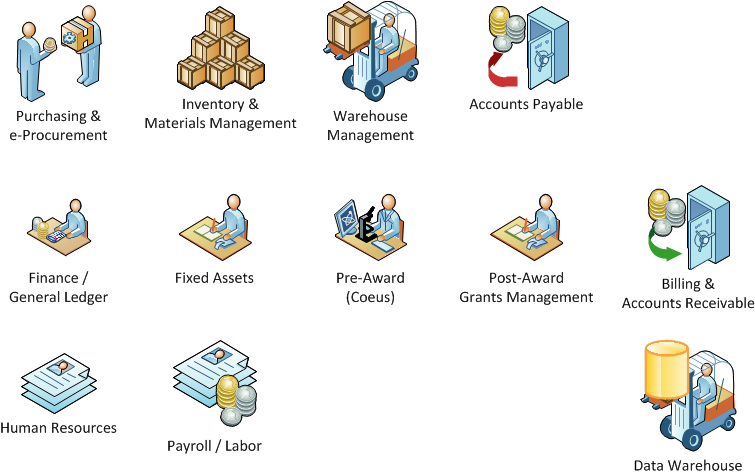 Purchasing &
e-Procurement
Inventory &
Materials Management
Warehouse
Management
Accounts Payable
Finance /
General Ledger
Fixed Assets
Pre-Award
(Coeus)
Post-Award
Grants Management
Billing &
Accounts Receivable
Human Resources
Payroll / Labor
Data Warehouse